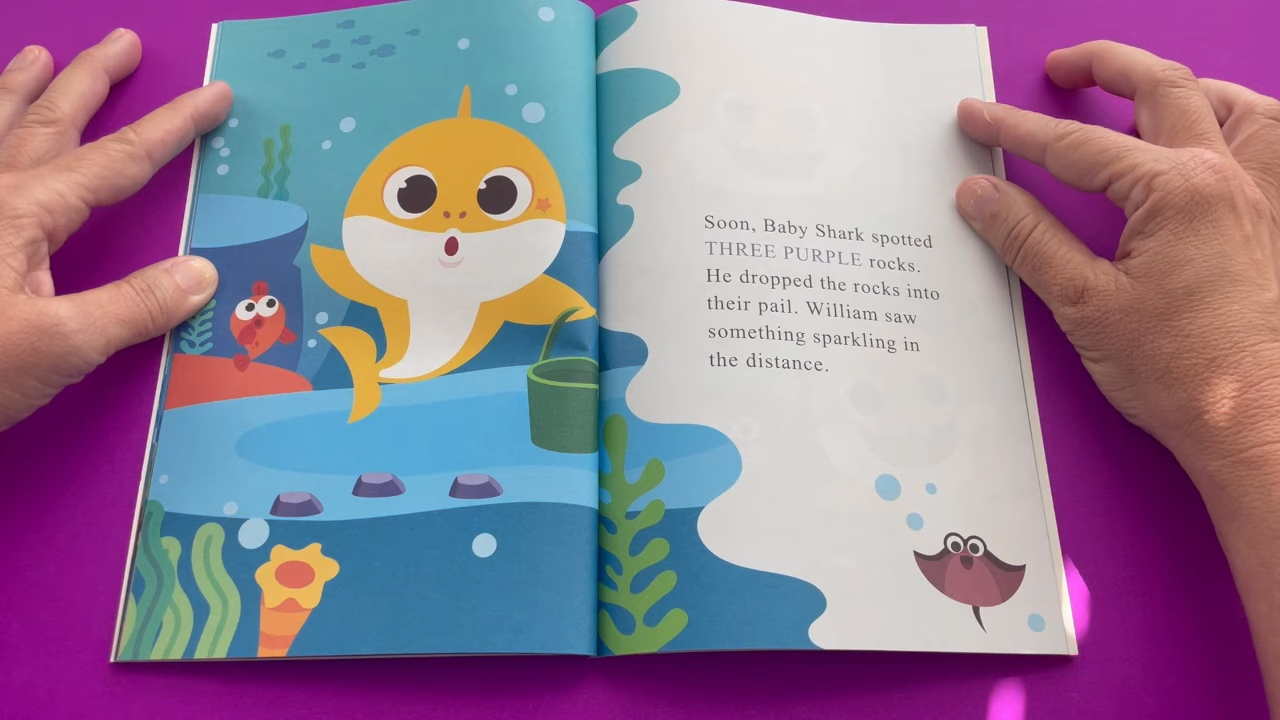 Soon, Baby Shark spotted
THREE PURPLE rocks.
He dropped the rocks into
their pail. William saw
something sparkling in
the distance.